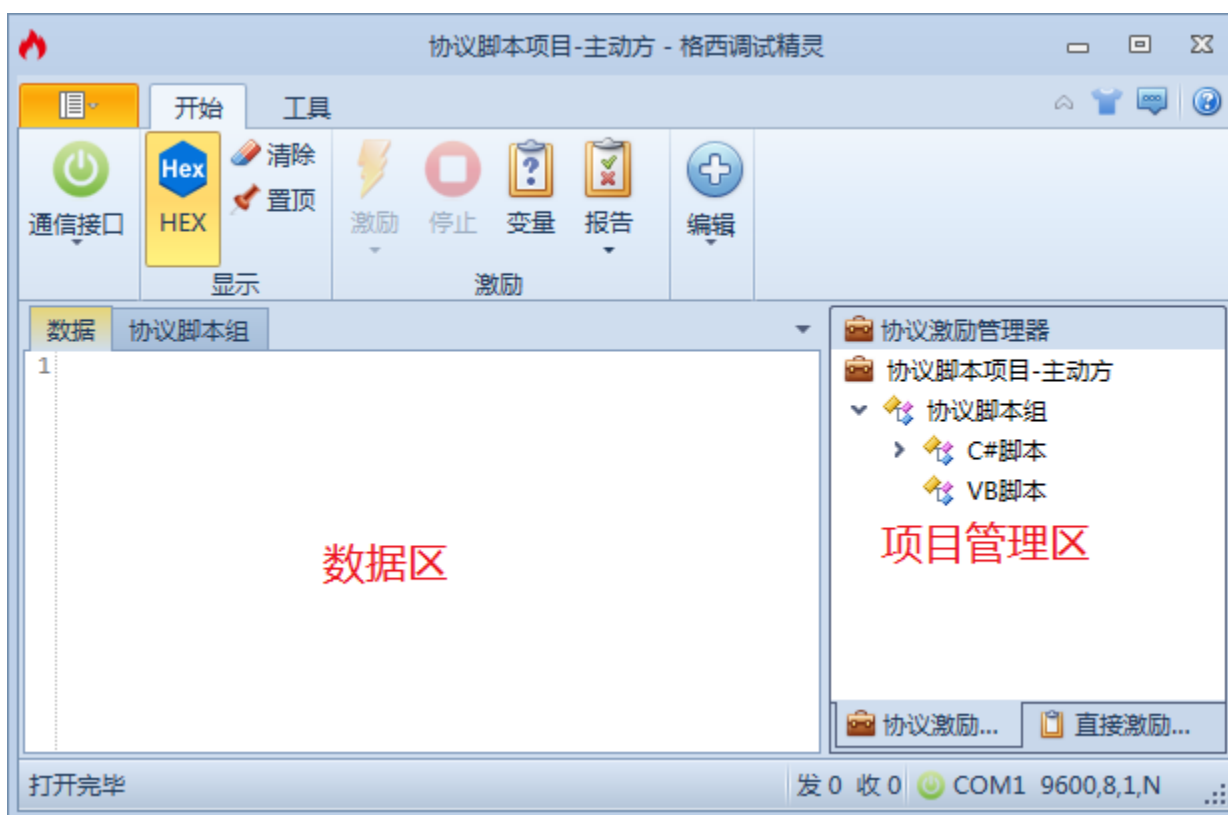 协议脚本项目-主动方 - 格西调试精灵
开始 工具
通信接口
Hex
HEX
清除
置顶
显示
激励
停止
变量
报告
激励
编辑
数据 协议脚本组
1
数据区
协议激励管理器
协议脚本项目-主动方
协议脚本组
C#脚本
VB脚本
项目管理区
协议激励... 直接激励...
打开完毕 发 0 收 0 COM1 9600,8,1,N